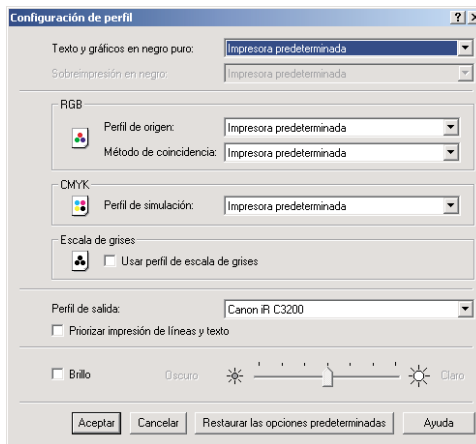 Configuración de perfil
Texto y gráficos en negro puro: Impresora predeterminada
Sobreimpresión en negro: Impresora predeterminada
RGB
Perfil de origen: Impresora predeterminada
Método de coincidencia: Impresora predeterminada
CMYK
Perfil de simulación: Impresora predeterminada
Escala de grises
Usar perfil de escala de grises
Perfil de salida: Canon iR C3200
Priorizar impresión de líneas y texto
Brillo Oscuro Claro
Aceptar Cancelar Restaurar las opciones predeterminadas Ayuda